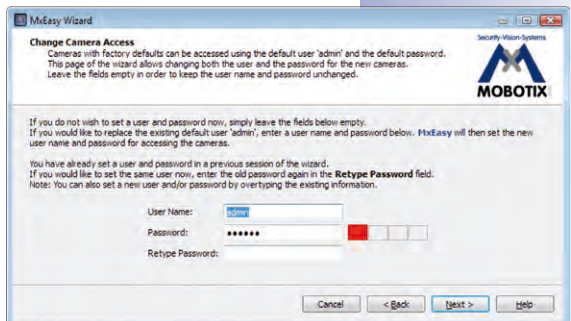 MxEasy Wizard
Change Camera Access
Cameras with factory defaults can be accessed using the default user 'admin' and the default password.
This page of the wizard allows changing both the user and the password for the new cameras.
Leave the fields empty in order to keep the user name and password unchanged.
Security-Vision-Systems
MOBOTIX
If you do not wish to set a user and password now, simply leave the fields below empty.
If you would like to replace the existing default user 'admin', enter a user name and password below. MxEasy will then set the new
user name and password for accessing the cameras.
You have already set a user and password in a previous session of the wizard.
If you would like to set the same user now, enter the old password again in the Retype Password field.
Note: You can also set a new user and/or password by overtyping the existing information.
User Name: admin
Password: ••••••
Retype Password:
Cancel < Back Next > Help